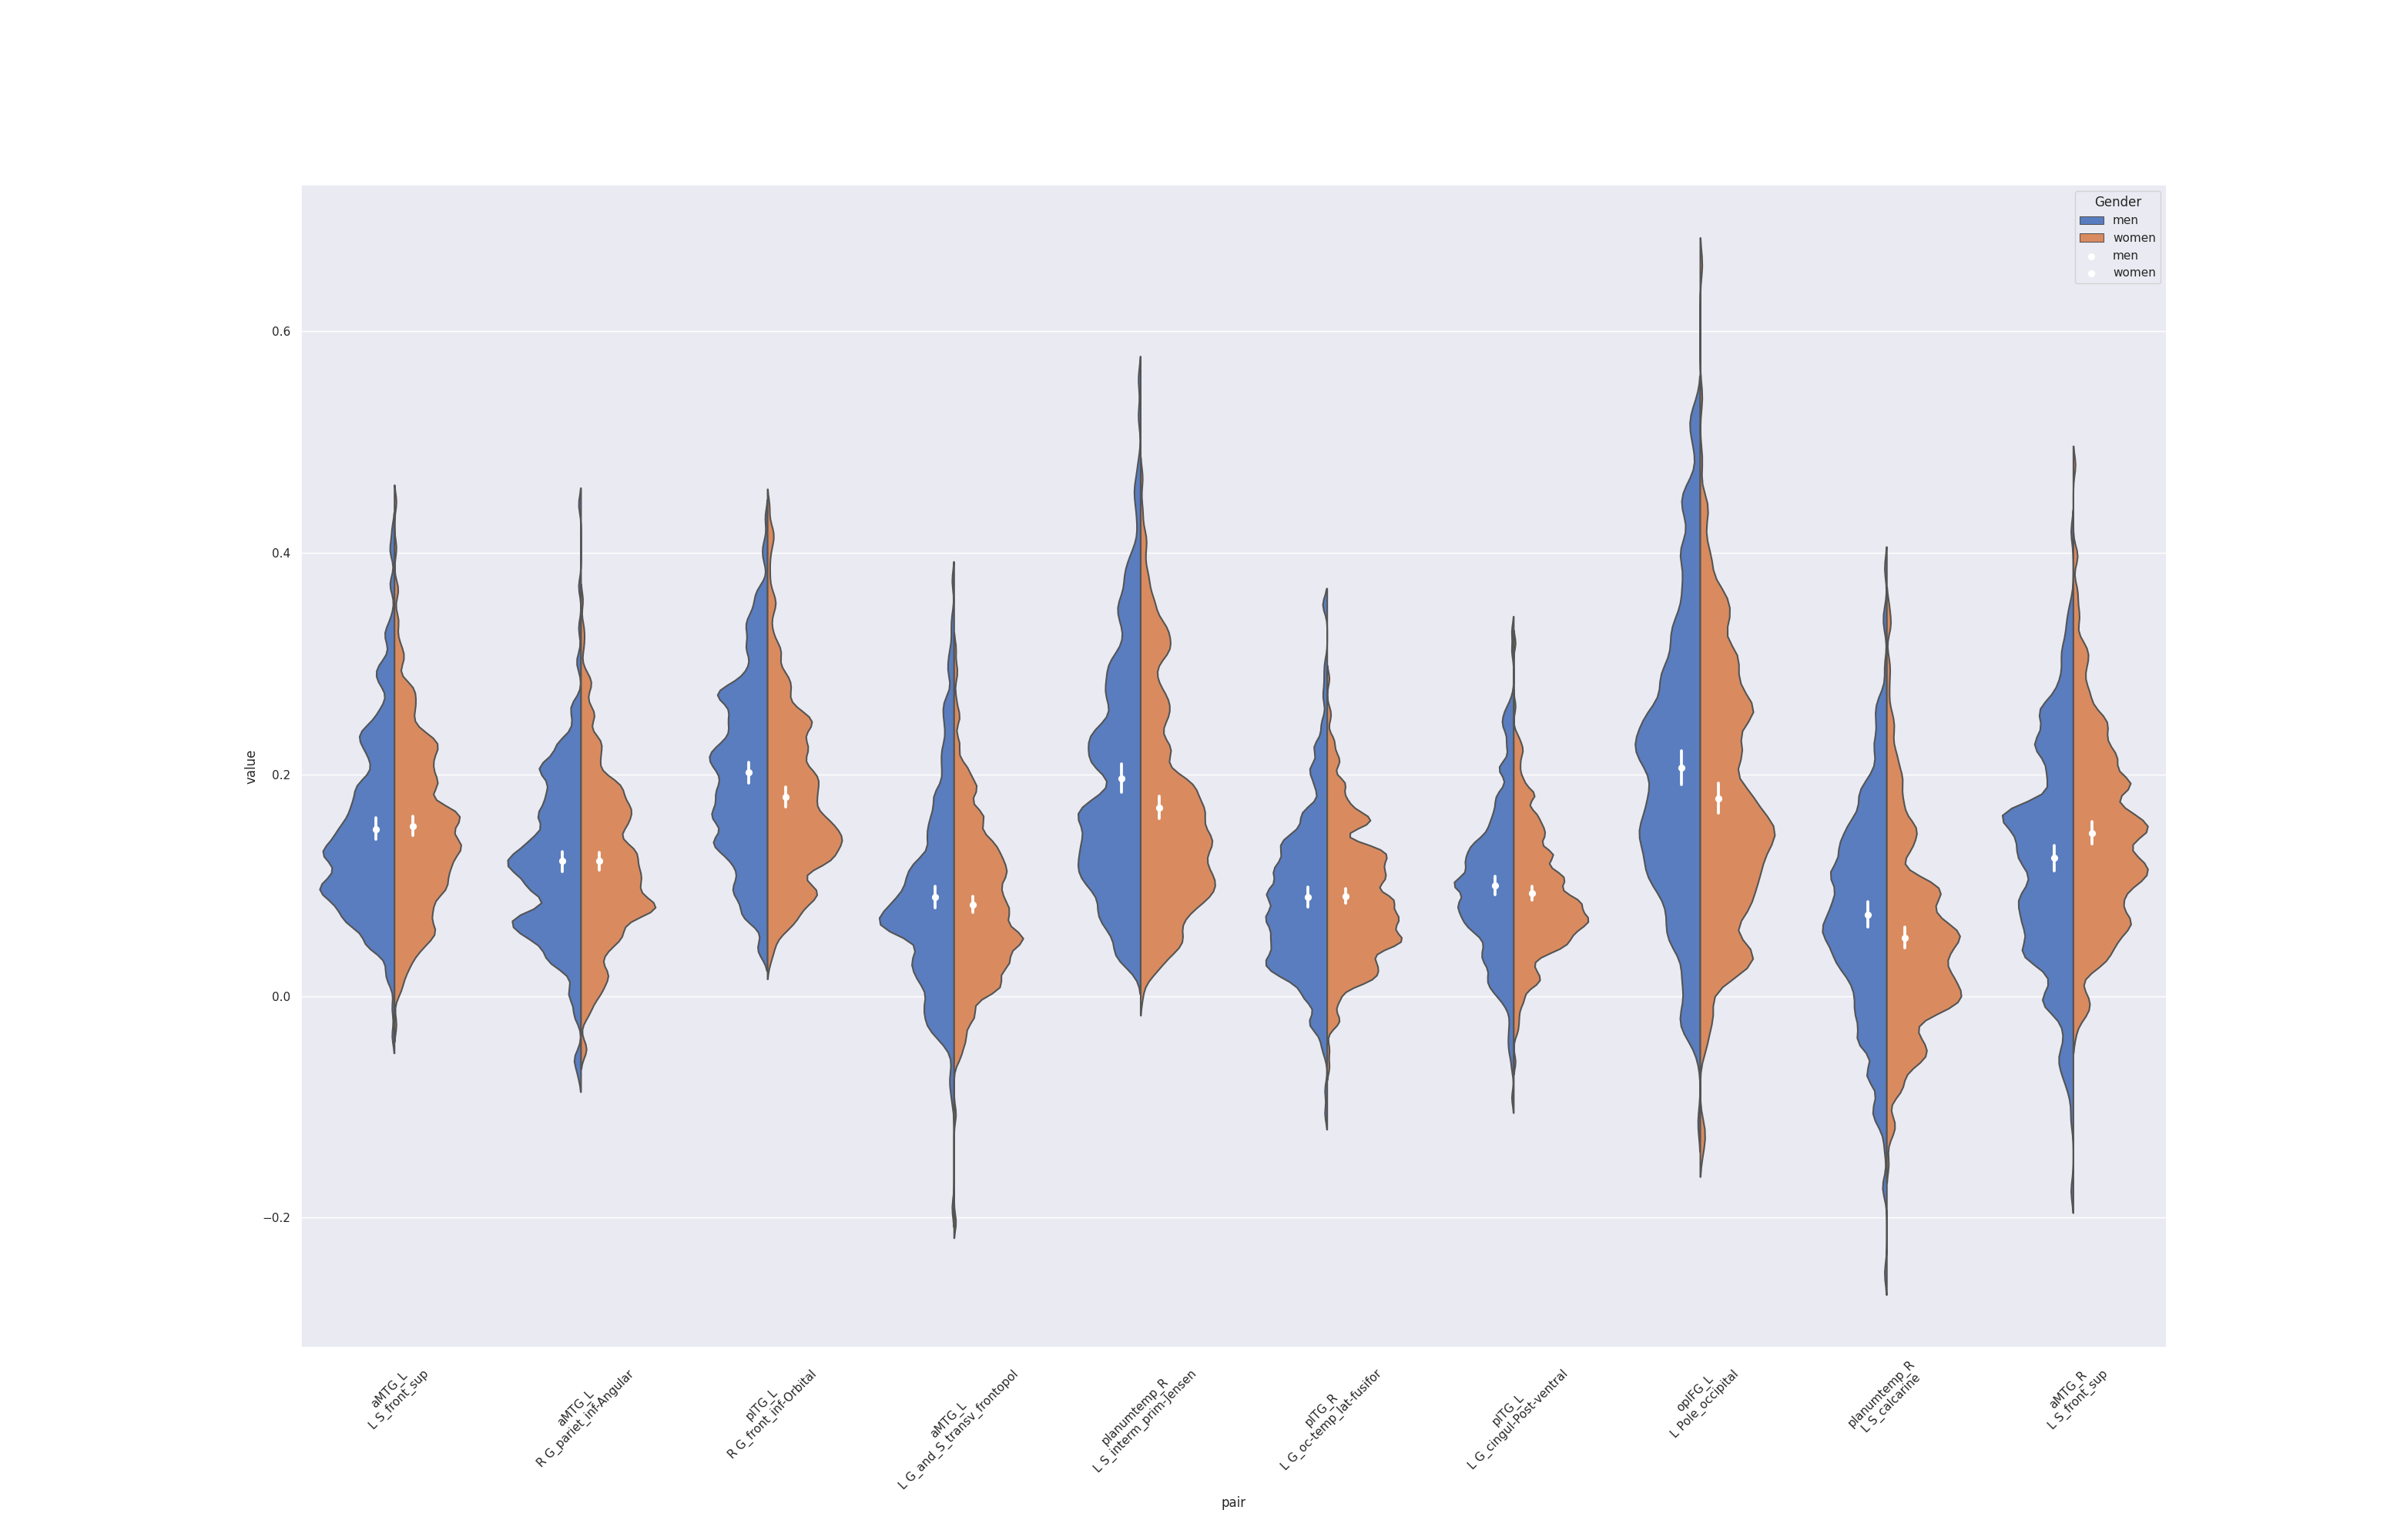 Gender
men
women
men
women
0.6
0.4
0.2
0.0
−0.2
value
aMTG_L
L S_front_sup
aMTG_L
R G_pariet_inf-Angular
pITG_L
R G_front_inf-Orbital
aMTG_L
L G_and_S_transv_frontopol
planumtemp_R
L S_interm_prim-Jensen
pITG_R
L G_oc-temp_lat-fusifor
pITG_L
L G_cingul-Post-ventral
opIFG_L
L Pole_occipital
planumtemp_R
L S_calcarine
aMTG_R
L S_front_sup
pair